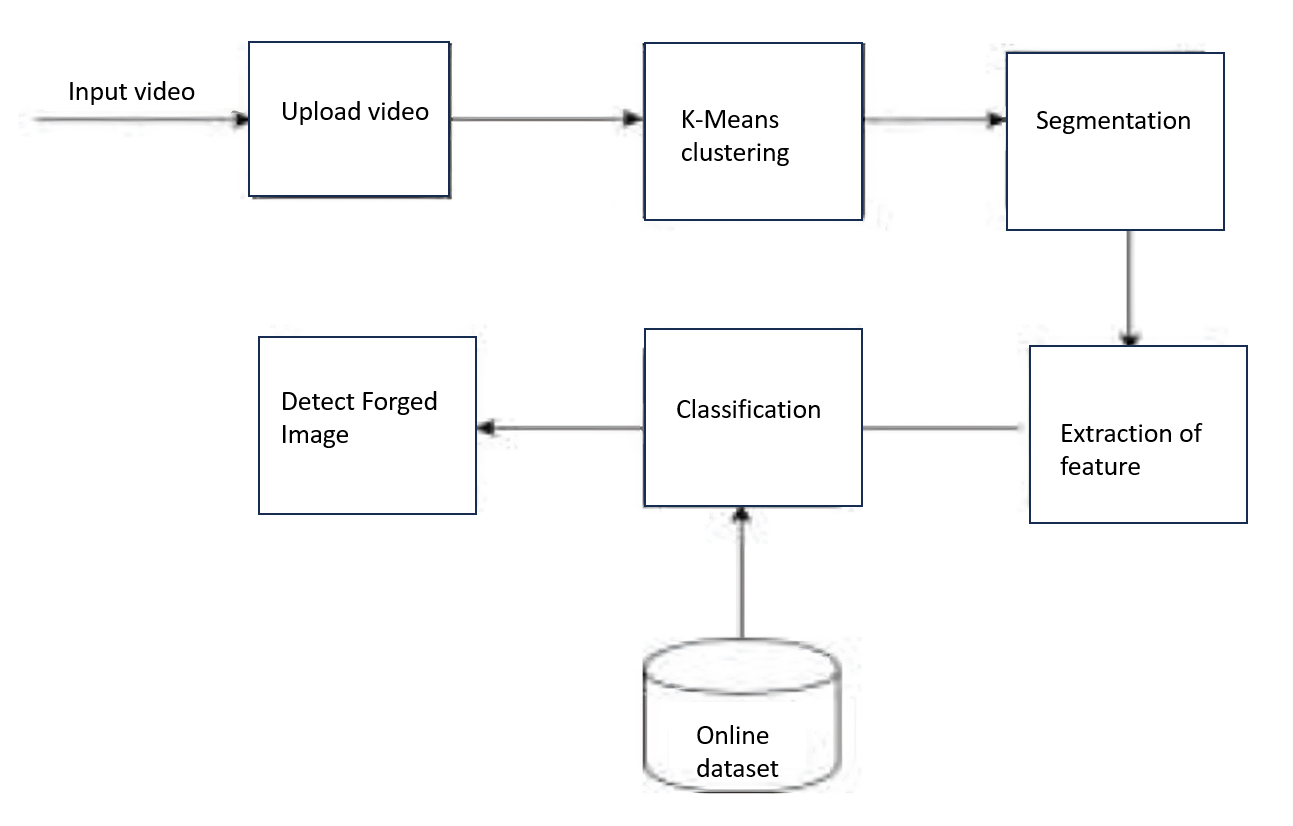 Input video
Upload video
K-Means
clustering
Segmentation
Detect Forged
Image
Classification
Extraction of
feature
Online
dataset